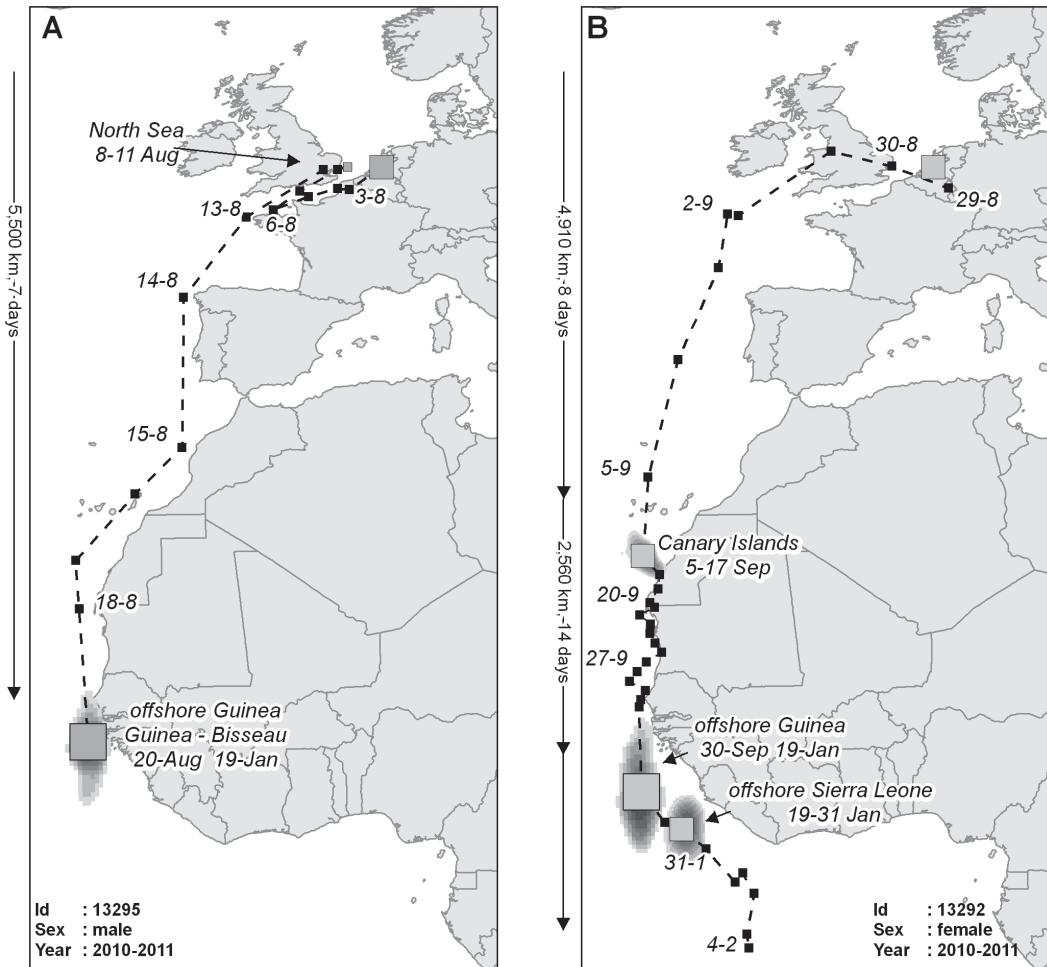 A
North Sea
8-11 Aug
13-8
6-8
3-8
14-8
15-8
18-8
offshore Guinea
Guinea - Bisseau
20-Aug 19-Jan
5,500 km,-7 days
Id : 13295
Sex : male
Year : 2010-2011
B
30-8
29-8
2-9
5-9
Canary Islands
5-17 Sep
20-9
27-9
offshore Guinea
30-Sep 19-Jan
offshore Sierra Leone
19-31 Jan
31-1
4-2
4,910 km,-8 days
2,560 km,-14 days
Id : 13292
Sex : female
Year : 2010-2011